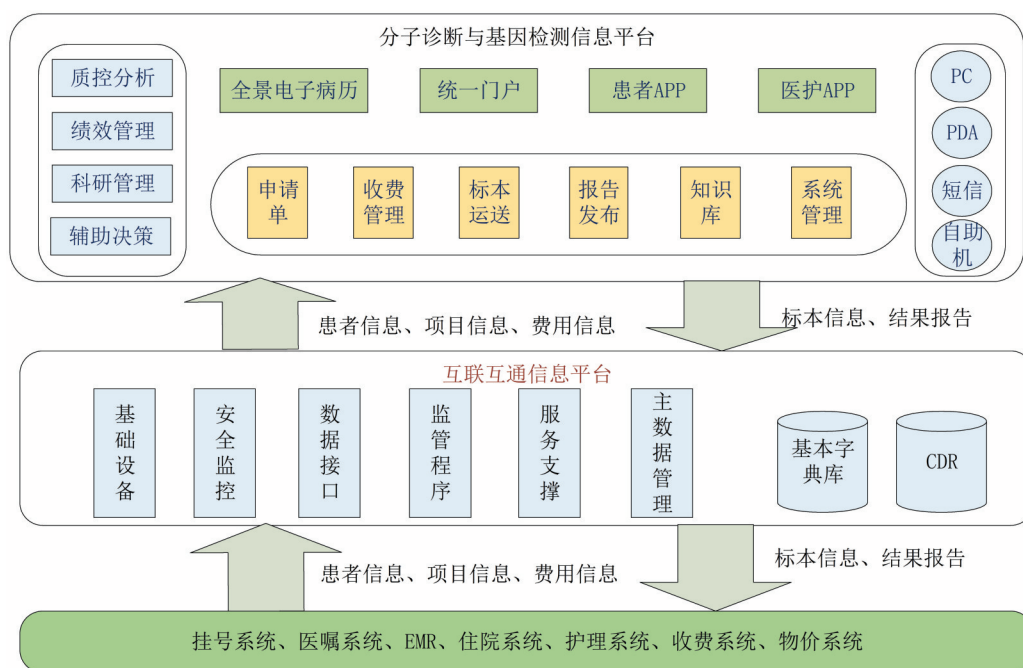 分子诊断与基因检测信息平台
质控分析
绩效管理
科研管理
辅助决策
全景电子病历
统一门户
患者APP
医护APP
申请
单
收费
管理
标本
运送
报告
发布
知识
库
系统
管理
PC
PDA
短信
自助
机
患者信息、项目信息、费用信息
标本信息、结果报告
互联互通信息平台
基础设备
安全监控
数据接口
监管程序
服务支撑
主数据管理
基本字
典库
CDR
患者信息、项目信息、费用信息
标本信息、结果报告
挂号系统、医嘱系统、EMR、住院系统、护理系统、收费系统、物价系统